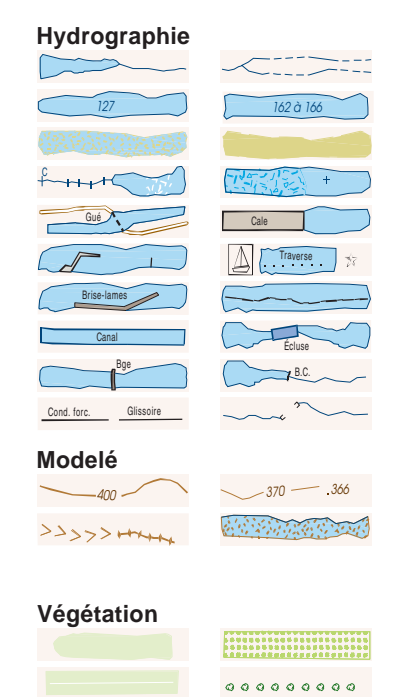 Hydrographie
127
162 à 166
C
Gué
Cale
Traverse
Brise-lames
Canal
Écluse
Bge
B.C.
Cond. forc.
Glissoire
Modelé
400
370
.366
Végétation